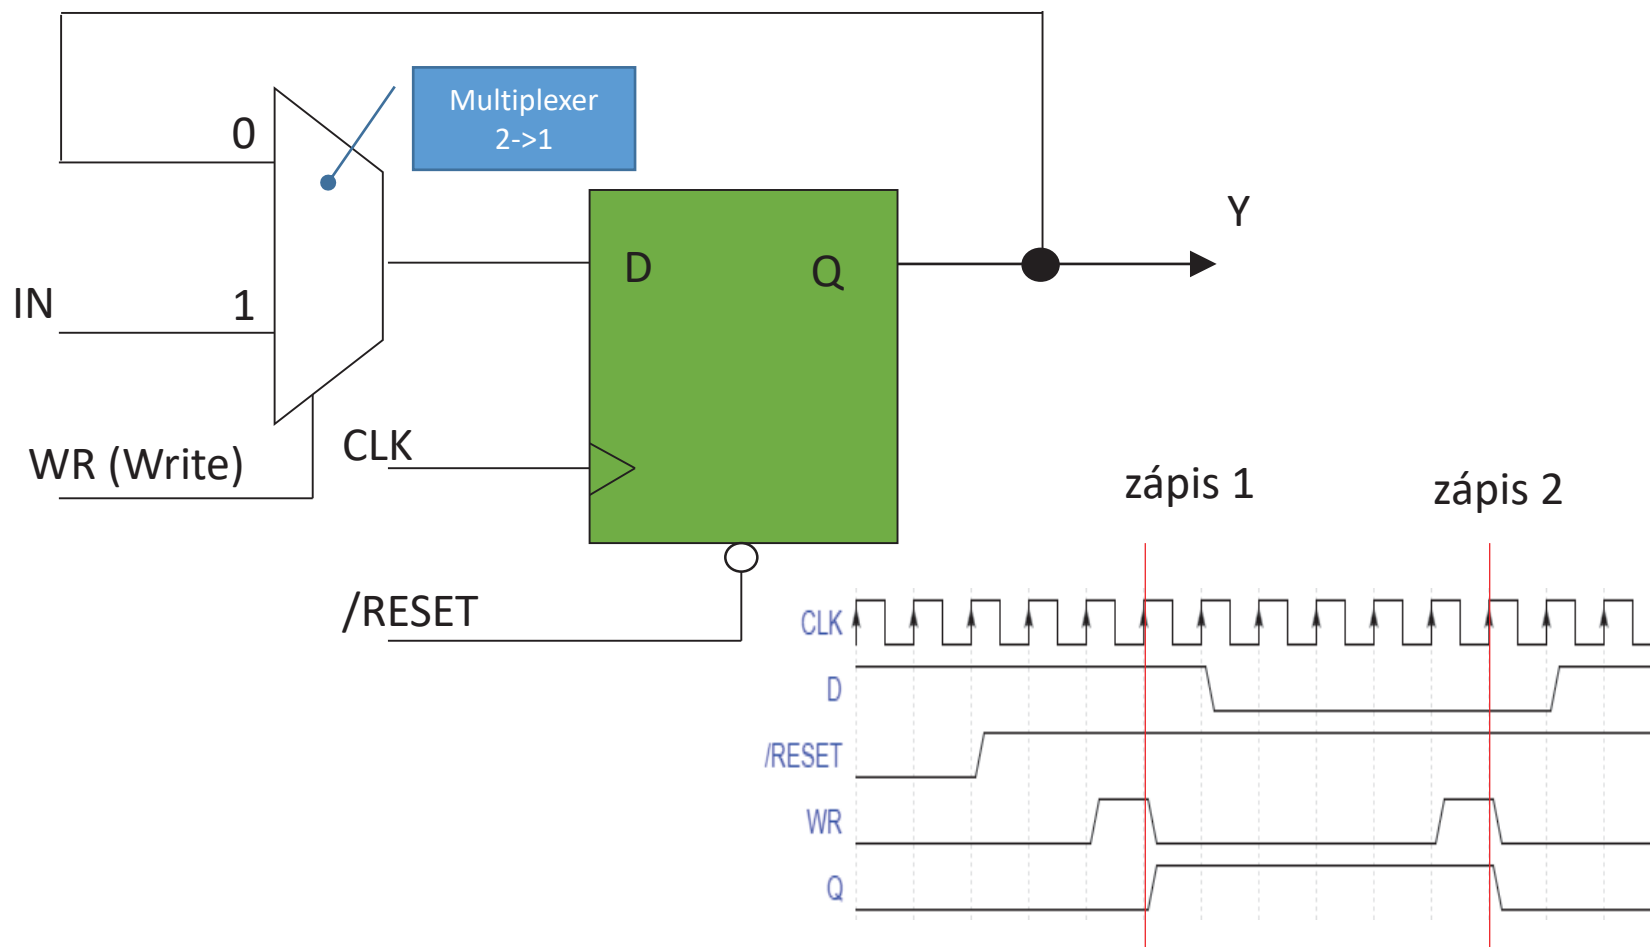 Multiplexer
2->1
0
Y
D
Q
IN
1
CLK
WR (Write)
zápis 1
zápis 2
/RESET
CLK
D
/RESET
WR
Q